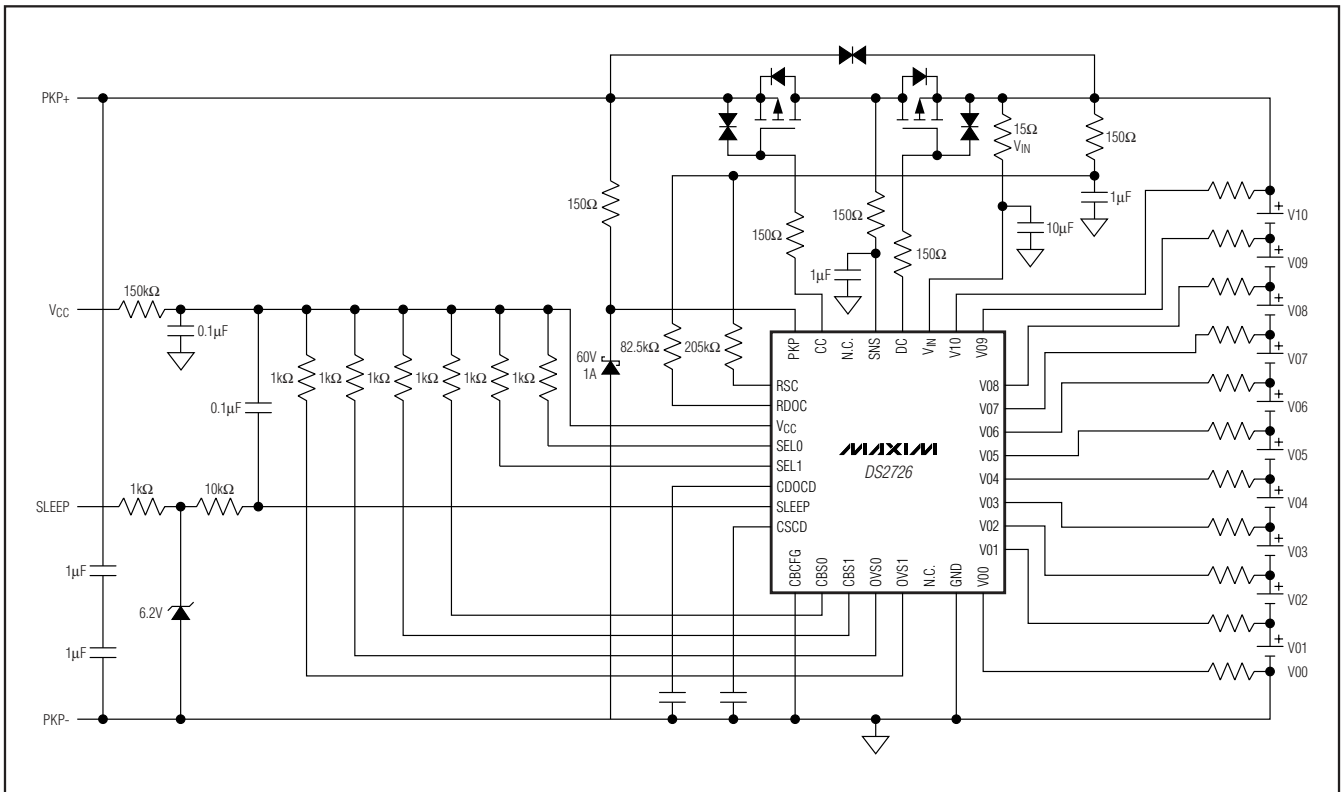 PKP+
15Ω
VIN
150Ω
150Ω
150Ω
150Ω
150Ω
1µF
10µF
1µF
V10
V09
V08
V07
V06
V05
V04
V03
V02
V01
V00
VCC
150kΩ
0.1µF
0.1µF
1kΩ
1kΩ
1kΩ
1kΩ
1kΩ
1kΩ
60V
1A
82.5kΩ
205kΩ
PKP
CC
N.C.
SNS
DC
VIN
V10
V09
RSC
RDOC
VCC
SEL0
SEL1
CDOCD
SLEEP
CSCD
MAXIM
DS2726
V08
V07
V06
V05
V04
V03
V02
V01
CBCFG
CBS0
CBS1
OVS0
OVS1
N.C.
GND
V00
SLEEP
1kΩ
10kΩ
1µF
6.2V
1µF
PKP-